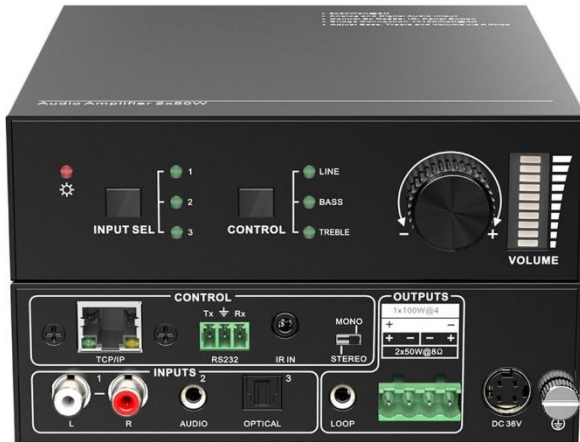 Audio Amplifier 2x50W
1
LINE
2
BASS
INPUT SEL
CONTROL
3
TREBLE
-
+
VOLUME
CONTROL
OUTPUTS
Tx Rx
1x100W@4
MONO
+ -
+ - + -
TCP/IP
RS232
IR IN
STEREO
2x50W@8Ω
INPUTS
1
2
3
L
-
R
AUDIO
OPTICAL
LOOP
DC 36V